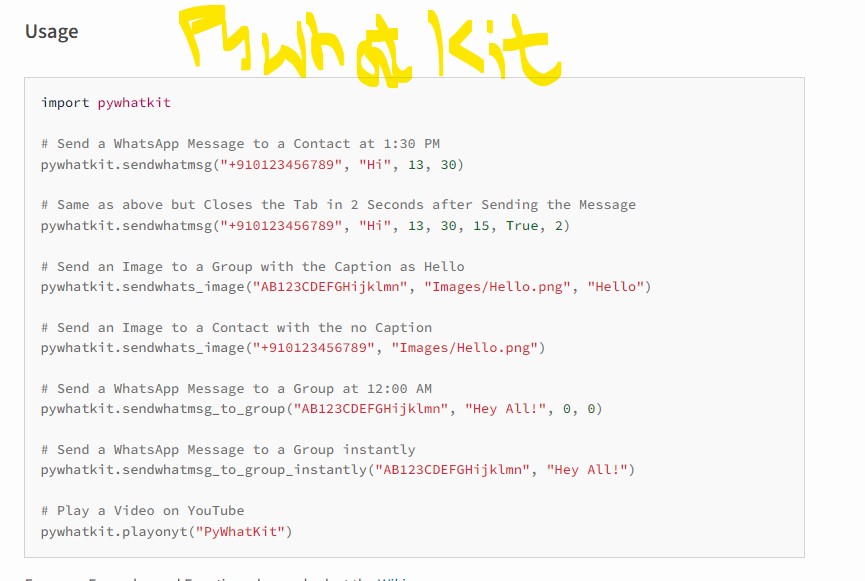 Usage
PywhatKit
import pywhatkit
# Send a WhatsApp Message to a Contact at 1:30 PM
pywhatkit.sendwhatmsg("+910123456789", "Hi", 13, 30)
# Same as above but Closes the Tab in 2 Seconds after Sending the Message
pywhatkit.sendwhatmsg("+910123456789", "Hi", 13, 30, 15, True, 2)
# Send an Image to a Group with the Caption as Hello
pywhatkit.sendwhats_image("AB123CDEFGHijklmn", "Images/Hello.png", "Hello")
# Send an Image to a Contact with the no Caption
pywhatkit.sendwhats_image("+910123456789", "Images/Hello.png")
# Send a WhatsApp Message to a Group at 12:00 AM
pywhatkit.sendwhatmsg_to_group("AB123CDEFGHijklmn", "Hey All!", 0, 0)
# Send a WhatsApp Message to a Group instantly
pywhatkit.sendwhatmsg_to_group_instantly("AB123CDEFGHijklmn", "Hey All!")
# Play a Video on YouTube
pywhatkit.playonyt("PyWhatKit")